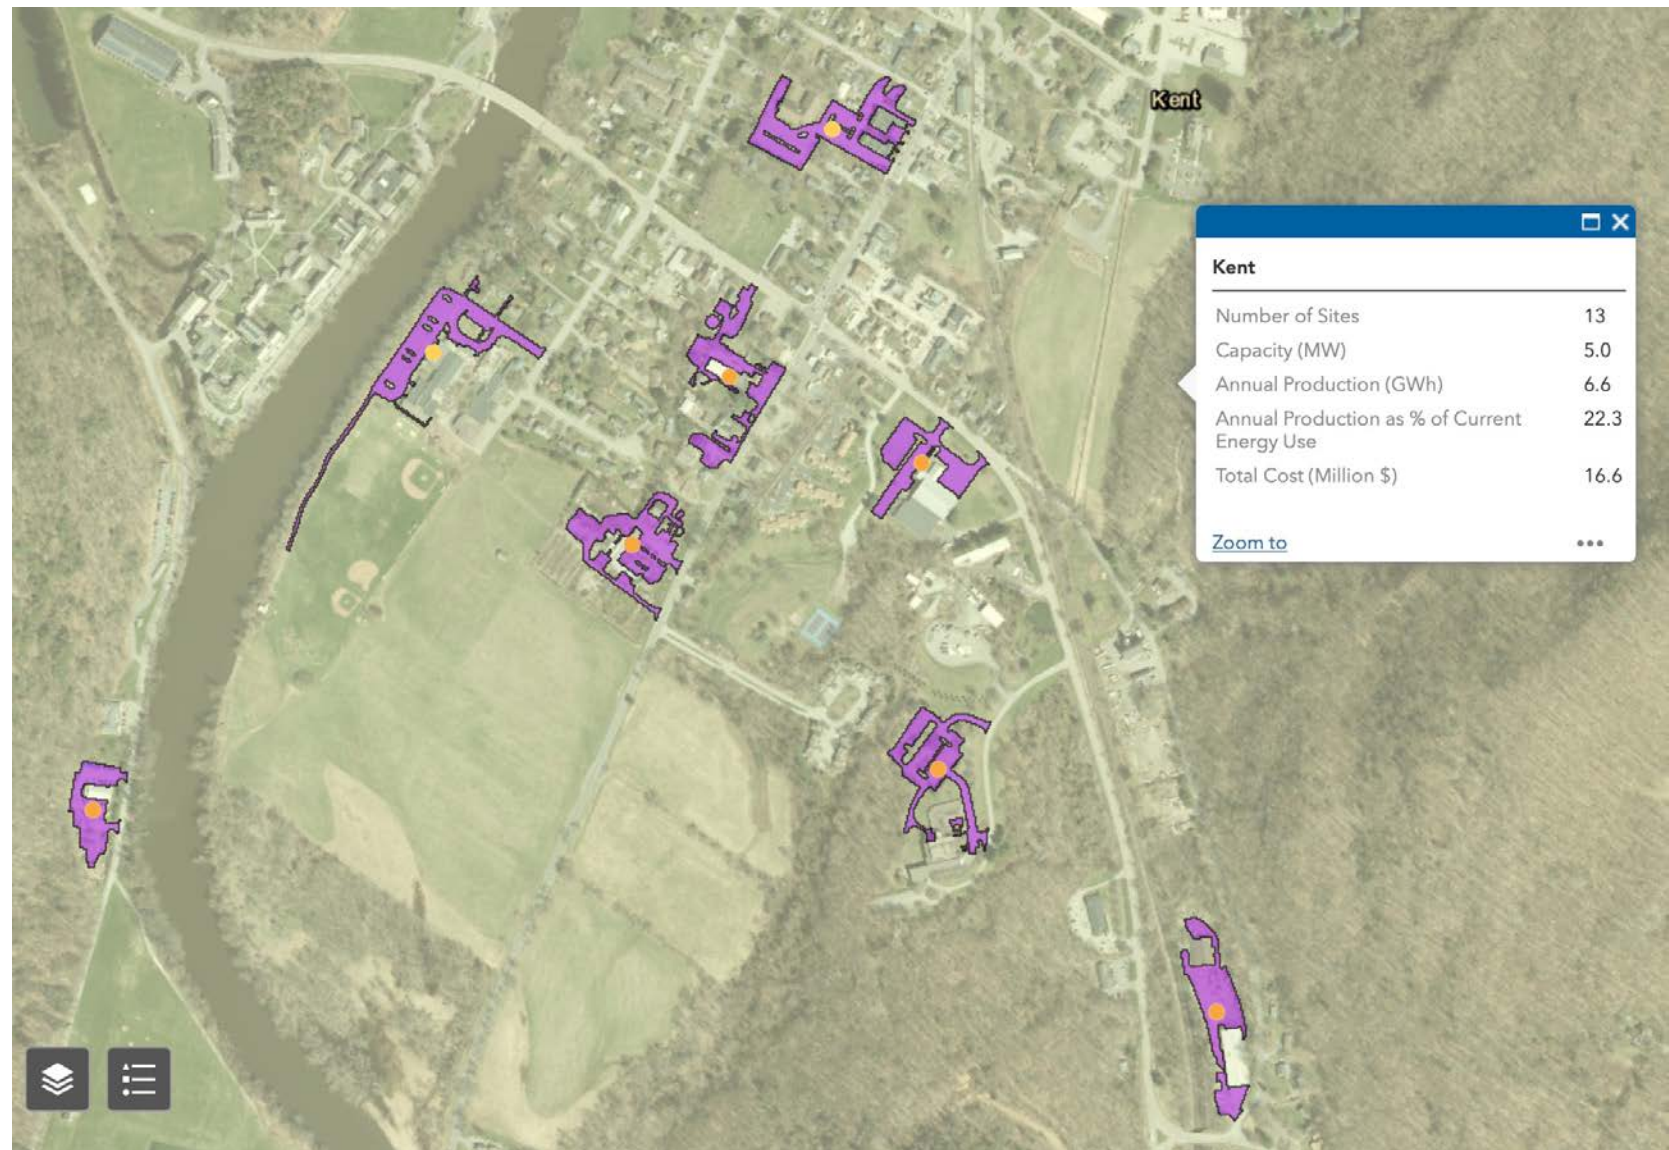 Kent
Kent
Number of Sites 13
Capacity (MW) 5.0
Annual Production (GWh) 6.6
Annual Production as % of Current 22.3
Energy Use
Total Cost (Million $) 16.6
Zoom to